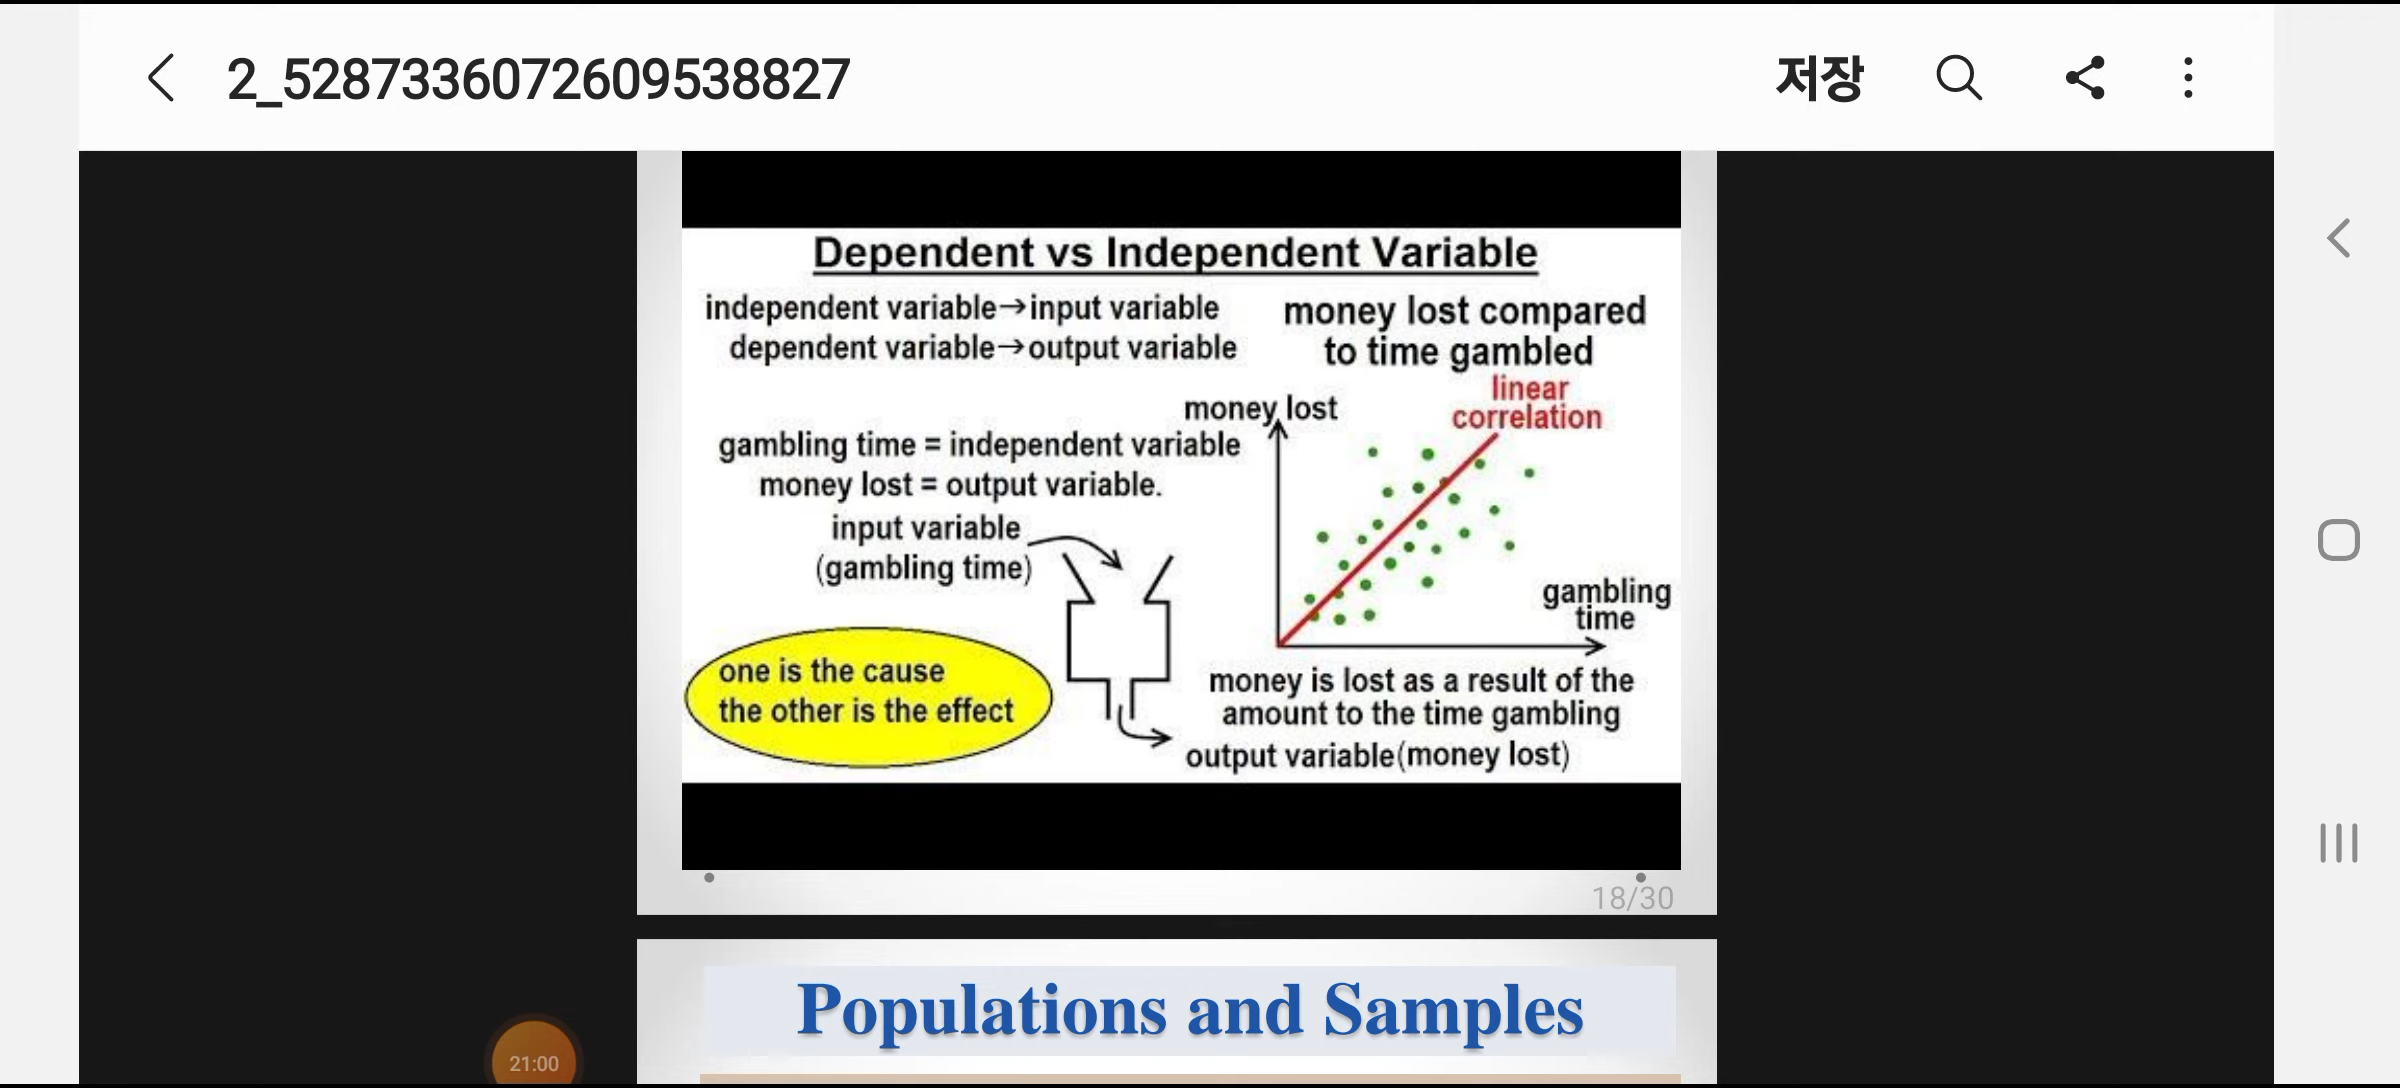 2_5287336072609538827
저장
Dependent vs Independent Variable
independent variable→input variable
dependent variable→output variable
money lost compared
to time gambled
linear
correlation
money lost
gambling time = independent variable
money lost = output variable.
input variable
(gambling time)
gambling
time
one is the cause
the other is the effect
money is lost as a result of the
amount to the time gambling
output variable(money lost)
18/30
Populations and Samples
21:00